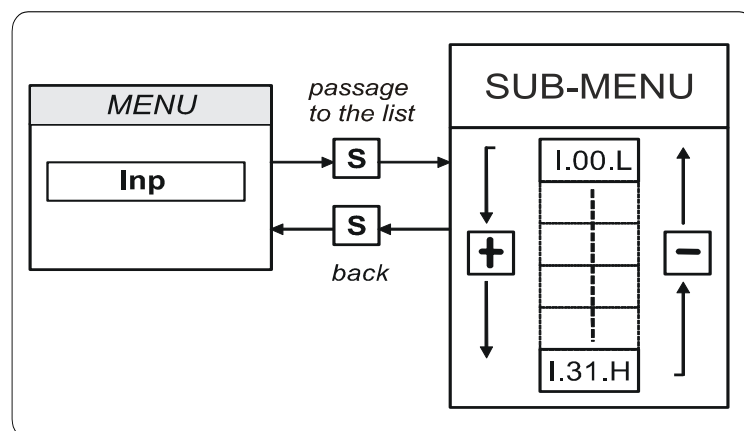 MENU
Inp
passage
to the list
S
S
back
SUB-MENU
I.00.L
+
-
I.31.H